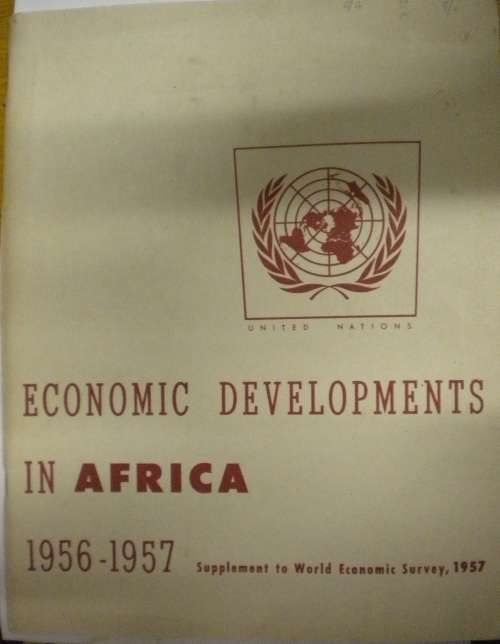 UNITED NATIONS
ECONOMIC DEVELOPMENTS
IN AFRICA
1956-1957 Supplement to World Economic Survey, 1957